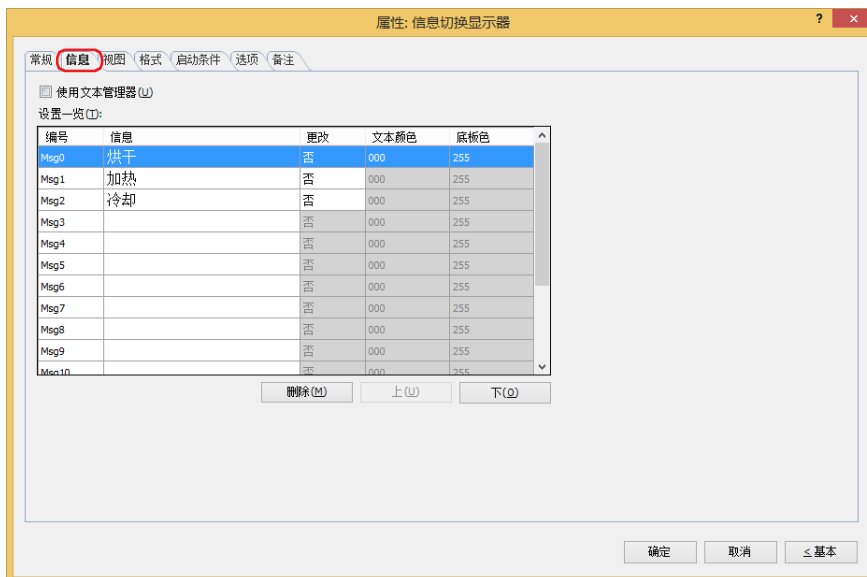 属性: 信息切换显示器 ? ×
常规 信息 视图 格式 启动条件 选项 备注
使用文本管理器(U)
设置一览(T):
编号 信息 更改 文本颜色 底板色
Msg0 烘干 否 000 255
Msg1 加热 否 000 255
Msg2 冷却 否 000 255
Msg3 否 000 255
Msg4 否 000 255
Msg5 否 000 255
Msg6 否 000 255
Msg7 否 000 255
Msg8 否 000 255
Msg9 否 000 255
Msg10 否 000 255
删除(M) 上(U) 下(O)
确定 取消 ≤基本